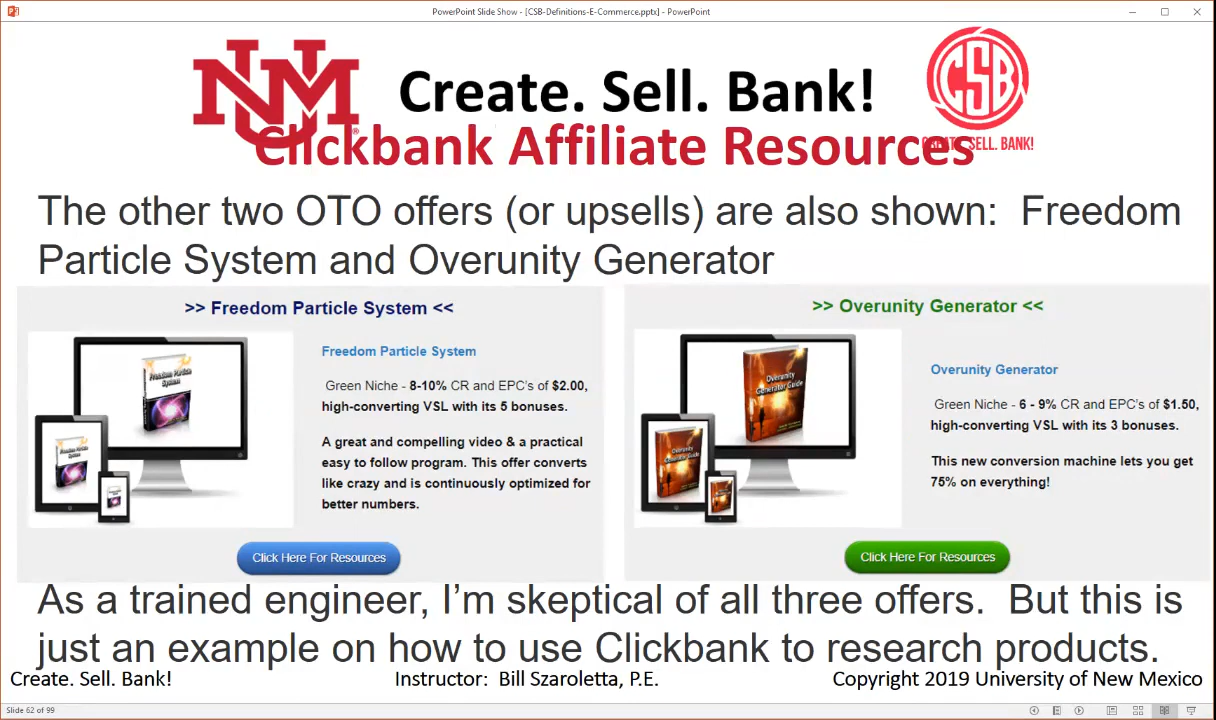 PowerPoint Slide Show - [CSB-Definitions-E-Commerce.pptx] - PowerPoint
UNM
®
Create. Sell. Bank!
CSB
CREATE. SELL. BANK!
Clickbank Affiliate Resources
The other two OTO offers (or upsells) are also shown: Freedom
Particle System and Overunity Generator
>> Freedom Particle System <<
Freedom Particle System
Green Niche - 8-10% CR and EPC's of $2.00,
high-converting VSL with its 5 bonuses.
A great and compelling video & a practical
easy to follow program. This offer converts
like crazy and is continuously optimized for
better numbers.
Freedom Particle
System
Click Here For Resources
>> Overunity Generator <<
Overunity Generator
Green Niche - 6 - 9% CR and EPC's of $1.50,
high-converting VSL with its 3 bonuses.
This new conversion machine lets you get
75% on everything!
Overunity
Generator Guide
Click Here For Resources
As a trained engineer, I'm skeptical of all three offers. But this is
just an example on how to use Clickbank to research products.
Create. Sell. Bank!
Instructor: Bill Szaroletta, P.E.
Copyright 2019 University of New Mexico
Slide 62 of 99